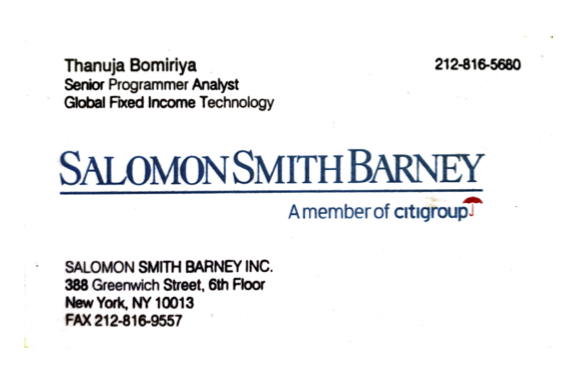 Thanuja Bomiriya
212-816-5680
Senior Programmer Analyst
Global Fixed Income Technology
SALOMON SMITH BARNEY
A member of citigroup
SALOMON SMITH BARNEY INC.
388 Greenwich Street, 6th Floor
New York, NY 10013
FAX 212-816-9557